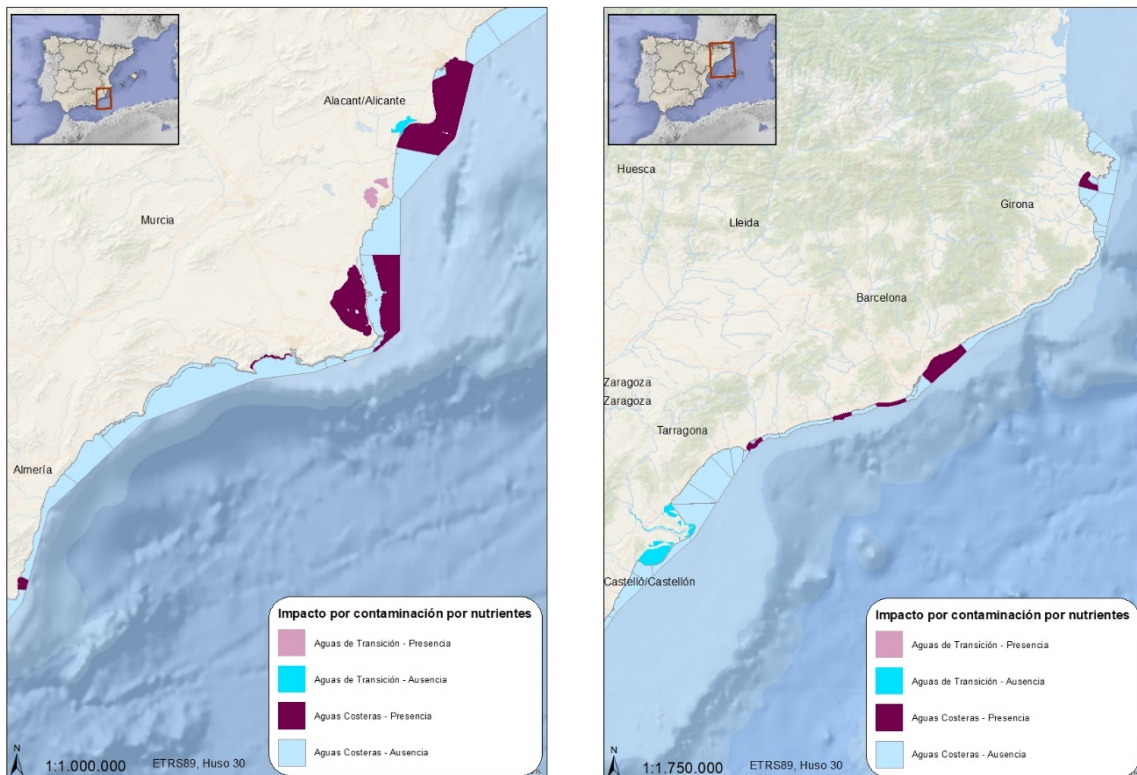 Alacant/Alicante
Murcia
Almería
Impacto por contaminación por nutrientes
Aguas de Transición - Presencia
Aguas de Transición - Ausencia
Aguas Costeras - Presencia
Aguas Costeras - Ausencia
N
1:1.000.000
ETRS89, Huso 30
Huesca
Lleida
Girona
Barcelona
Zaragoza
Zaragoza
Tarragona
Castelló/Castellón
Impacto por contaminación por nutrientes
Aguas de Transición - Presencia
Aguas de Transición - Ausencia
Aguas Costeras - Presencia
Aguas Costeras - Ausencia
N
1:1.750.000
ETRS89, Huso 30